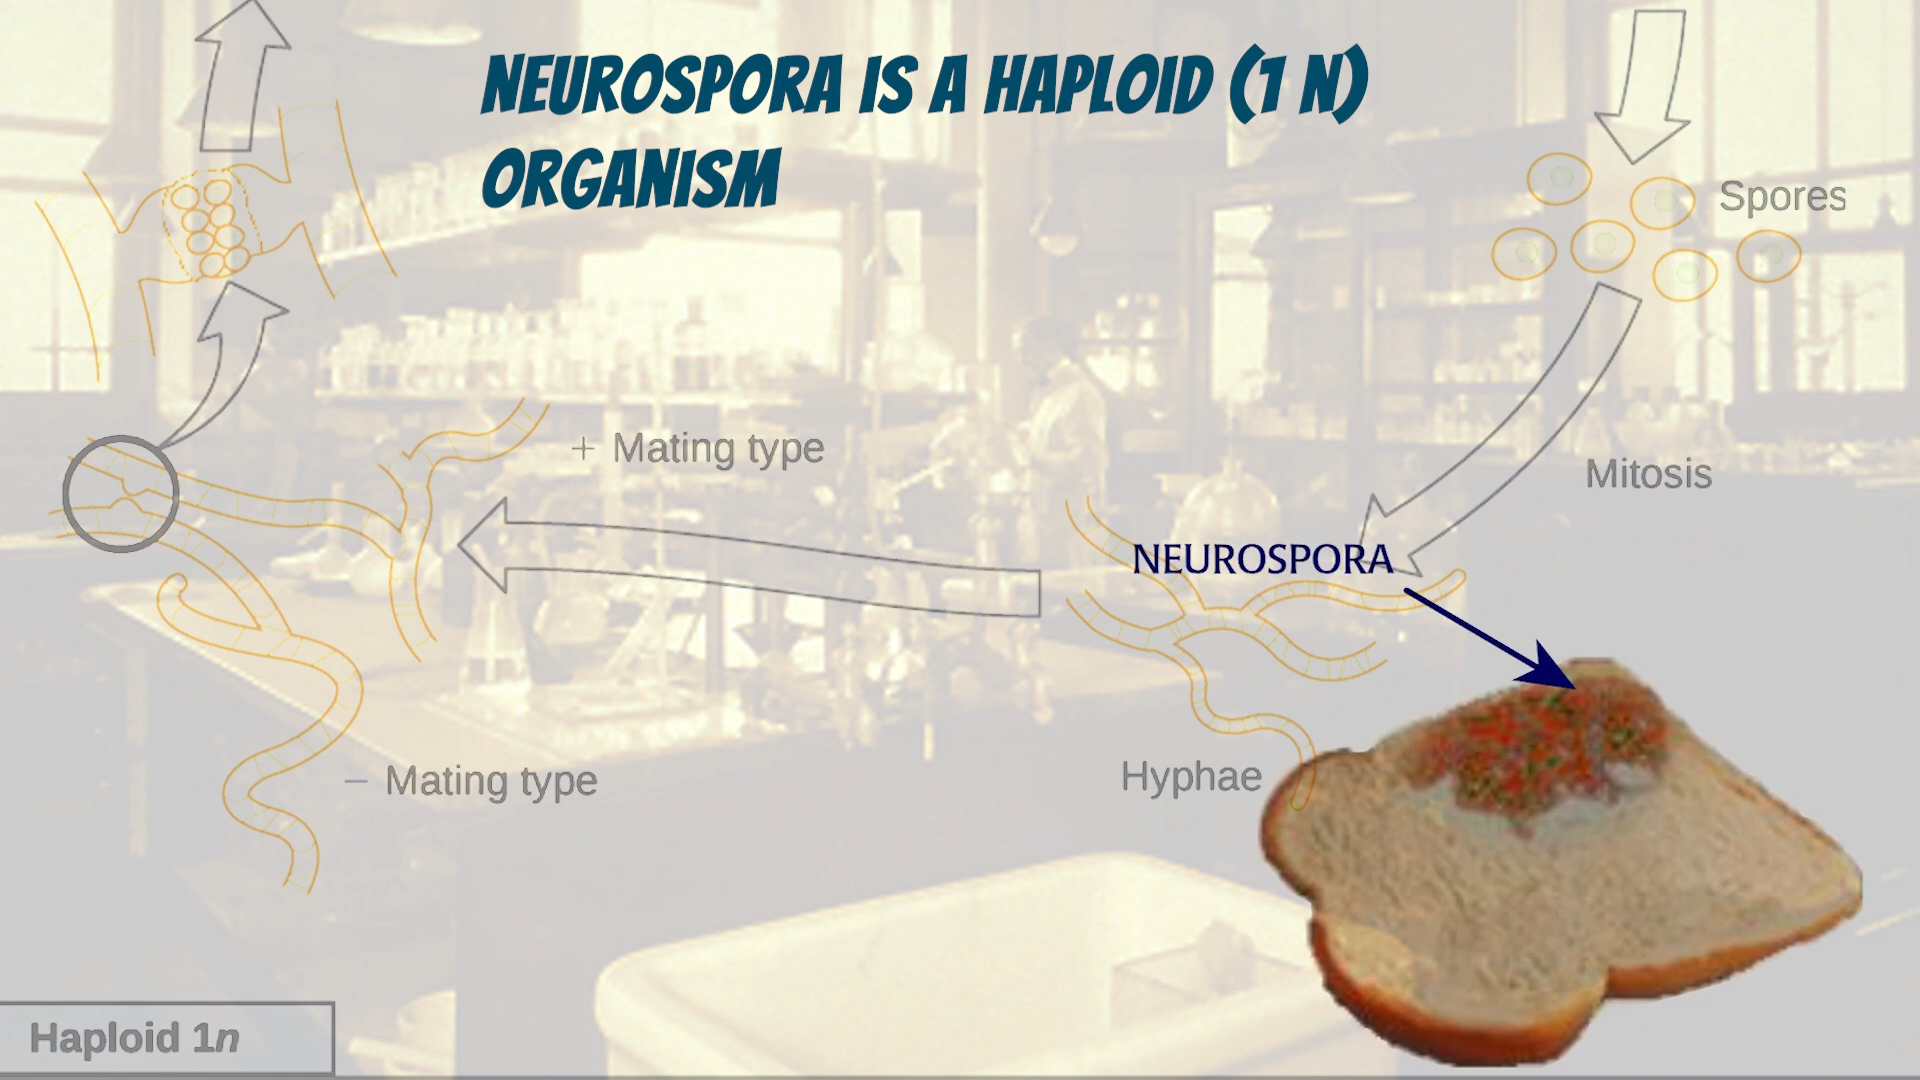 NEUROSPORA IS A HAPLOID (1 N)
ORGANISM
Spores
+ Mating type
Mitosis
NEUROSPORA
− Mating type
Hyphae
Haploid 1n